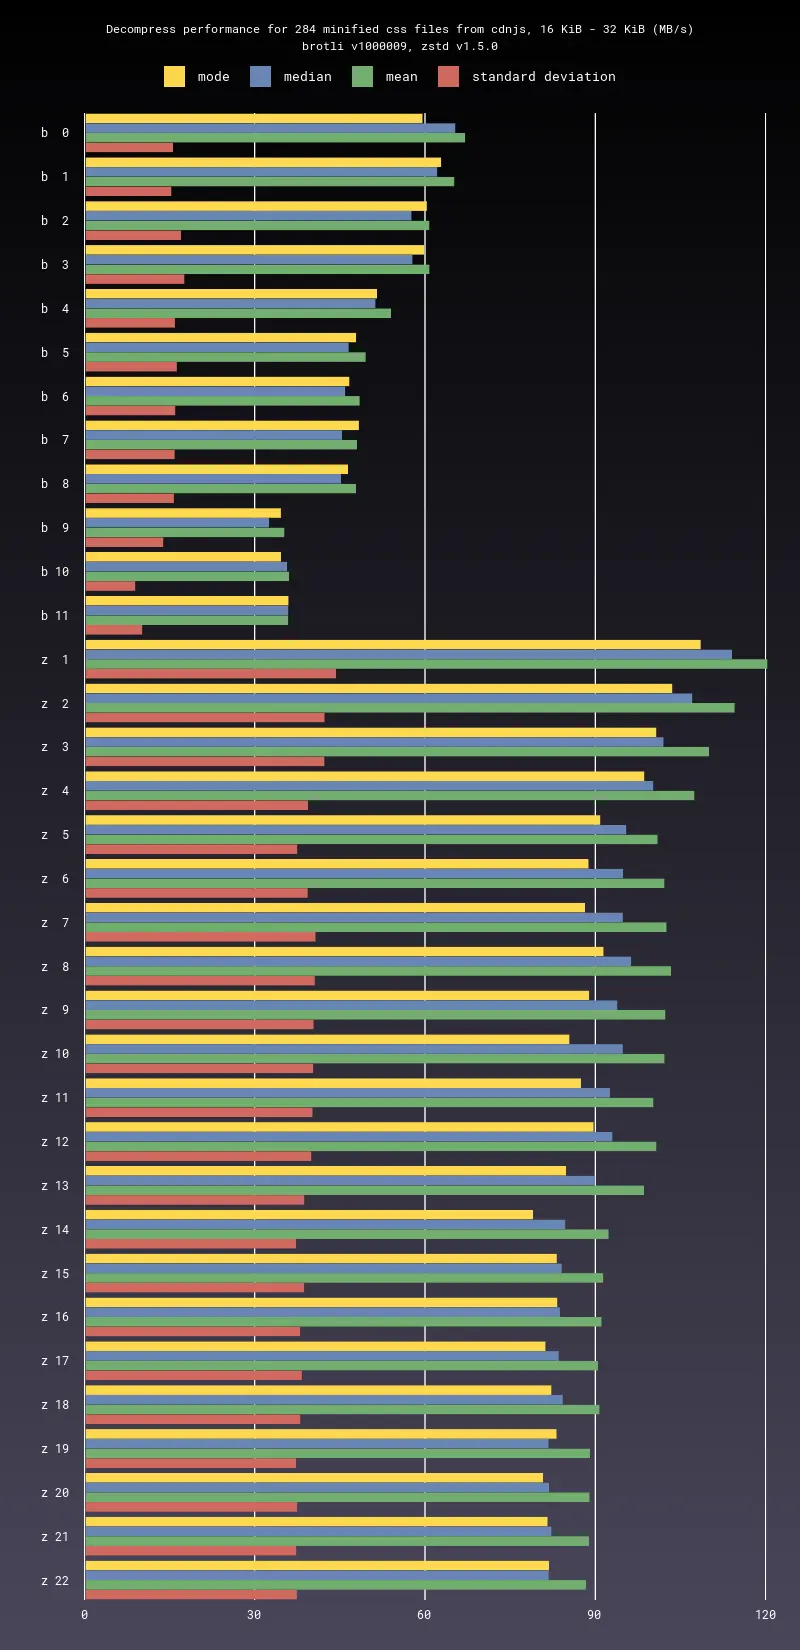 Decompress performance for 284 minified css files from cdnjs, 16 KiB - 32 KiB (MB/s)
brotli v1000009, zstd v1.5.0
mode median mean standard deviation
b 0
b 1
b 2
b 3
b 4
b 5
b 6
b 7
b 8
b 9
b 10
b 11
z 1
z 2
z 3
z 4
z 5
z 6
z 7
z 8
z 9
z 10
z 11
z 12
z 13
z 14
z 15
z 16
z 17
z 18
z 19
z 20
z 21
z 22
0 30 60 90 120